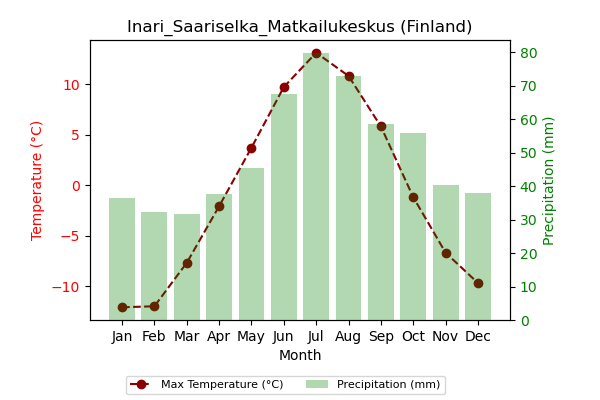 Inari_Saariselka_Matkailukeskus (Finland)
10
5
0
−5
−10
Temperature (°C)
80
70
60
50
40
30
20
10
0
Precipitation (mm)
Jan Feb Mar Apr May Jun Jul Aug Sep Oct Nov Dec
Month
Max Temperature (°C) Precipitation (mm)